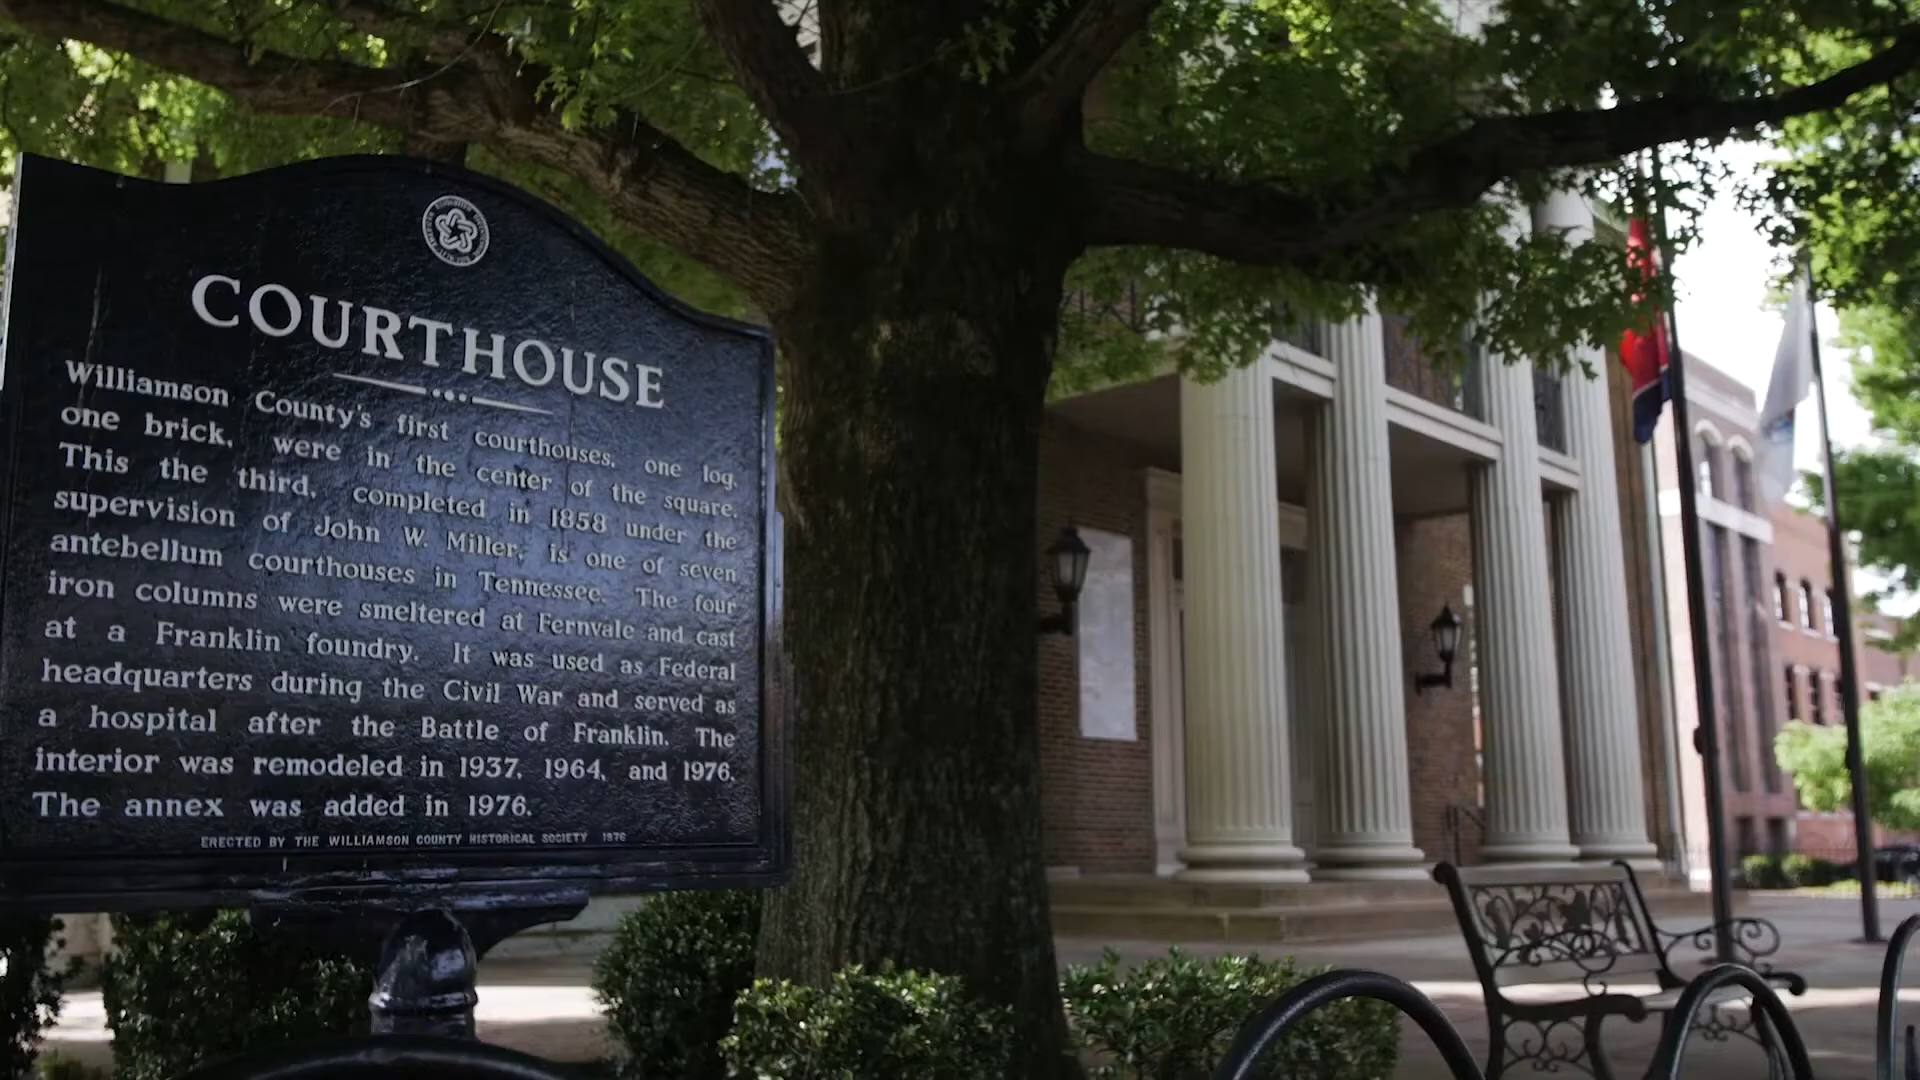 COURTHOUSE
Williamson County's first courthouses, one log,
one brick, were in the center of the square.
This the third, completed in 1858 under the
supervision of John W. Miller, is one of seven
antebellum courthouses in Tennessee. The four
iron columns were smeltered at Fernvale and cast
at a Franklin foundry. It was used as Federal
headquarters during the Civil War and served as
a hospital after the Battle of Franklin. The
interior was remodeled in 1937, 1964, and 1976.
The annex was added in 1976.
ERECTED BY THE WILLIAMSON COUNTY HISTORICAL SOCIETY 1976